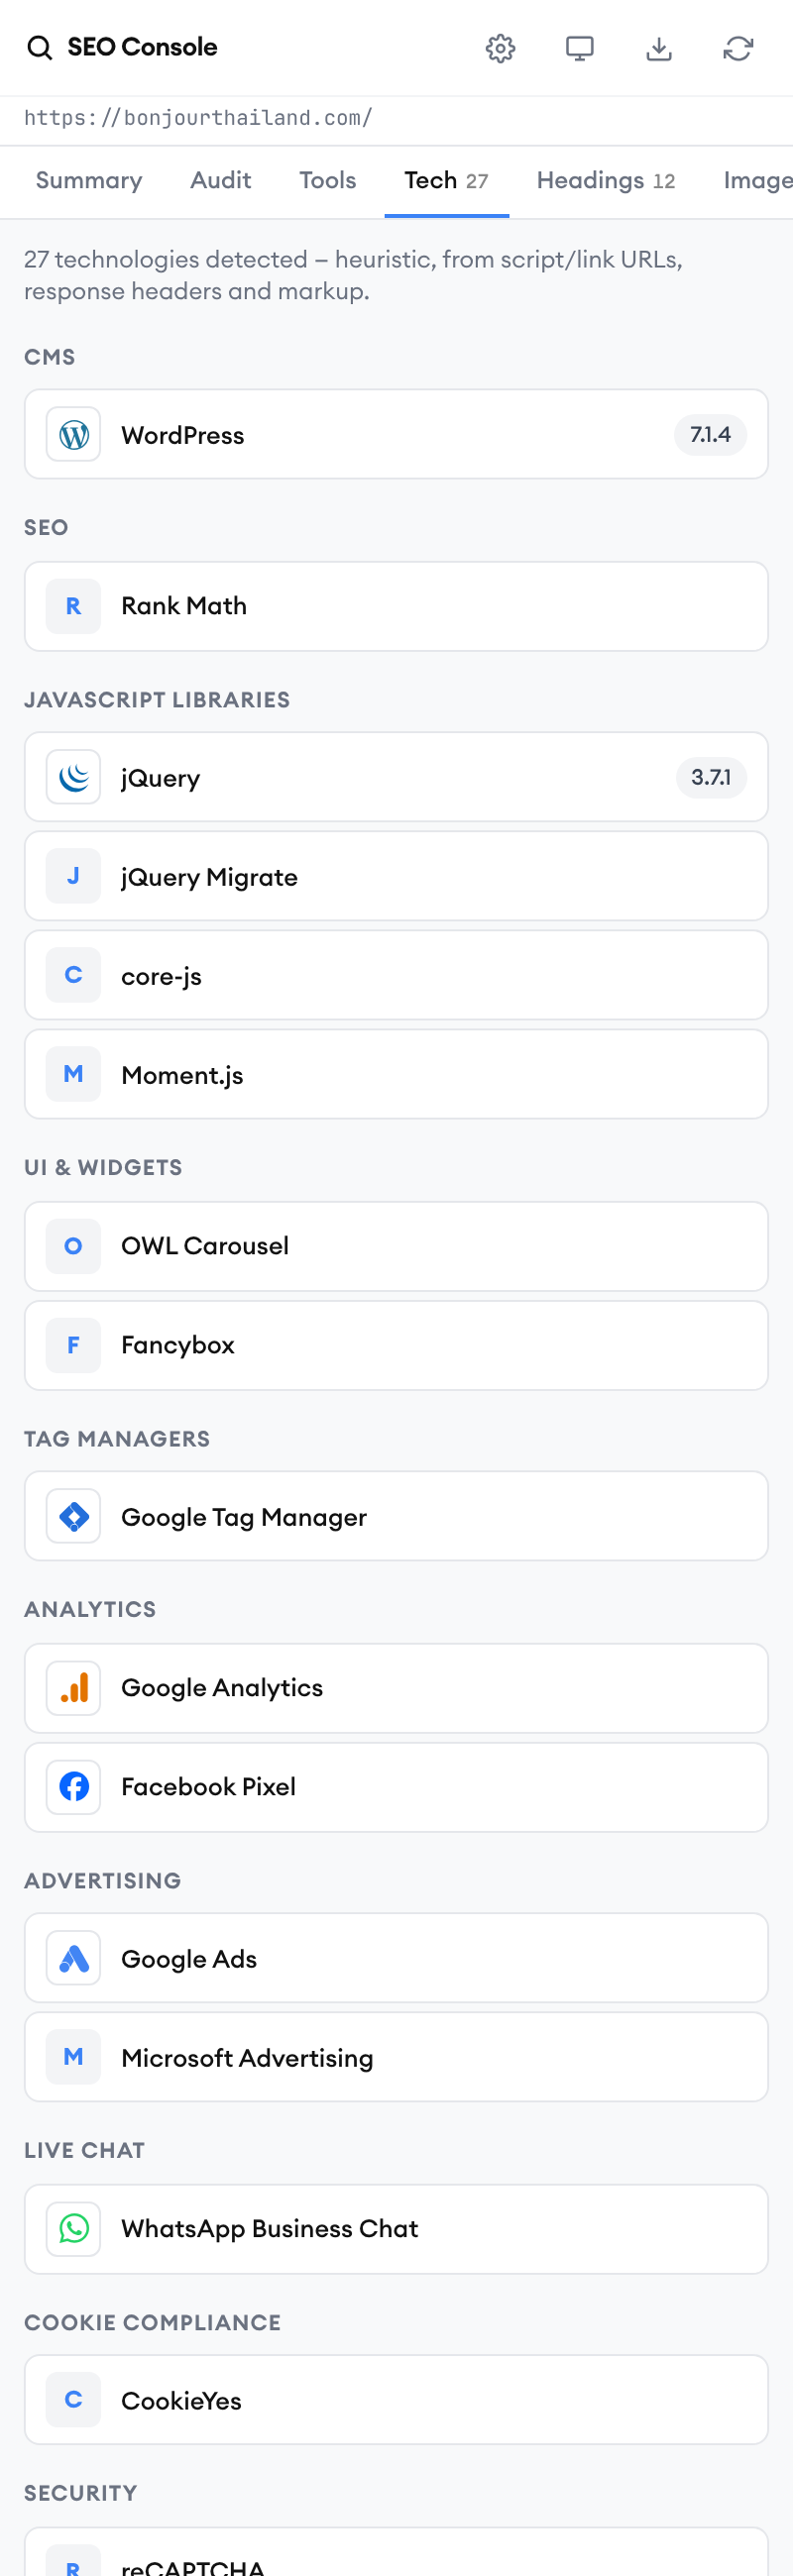 SEO Console
https://bonjourthailand.com/
Summary Audit Tools Tech 27 Headings 12 Image
27 technologies detected – heuristic, from script/link URLs,
response headers and markup.
CMS
WordPress 7.1.4
SEO
R Rank Math
JAVASCRIPT LIBRARIES
jQuery 3.7.1
J jQuery Migrate
C core-js
M Moment.js
UI & WIDGETS
O OWL Carousel
F Fancybox
TAG MANAGERS
Google Tag Manager
ANALYTICS
Google Analytics
Facebook Pixel
ADVERTISING
Google Ads
M Microsoft Advertising
LIVE CHAT
WhatsApp Business Chat
COOKIE COMPLIANCE
C CookieYes
SECURITY
R reCAPTCHA